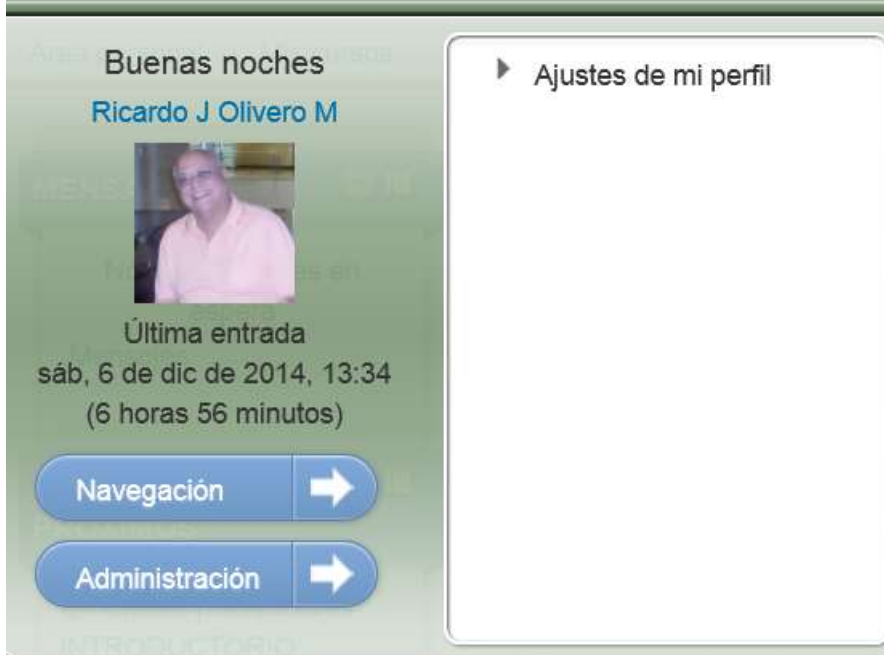 Buenas noches
Ricardo J Olivero M
Última entrada
sáb, 6 de dic de 2014, 13:34
(6 horas 56 minutos)
Navegación
Administración
INTRODUCTORIO
Ajustes de mi perfil